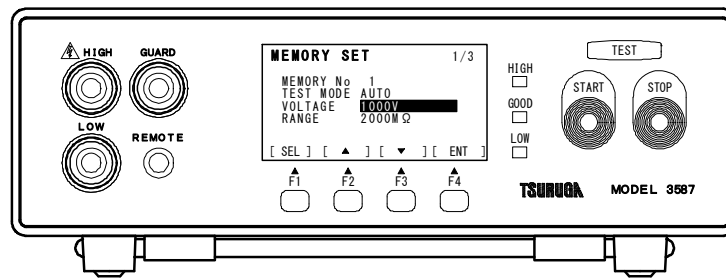 HIGH
GUARD
LOW
REMOTE
MEMORY SET 1/3
MEMORY No 1
TEST MODE AUTO
VOLTAGE 1000V
RANGE 2000MΩ
[ SEL ] [ ▲ ] [ ▼ ] [ ENT ]
F1 F2 F3 F4
HIGH
GOOD
LOW
TEST
START STOP
TSURUGA MODEL 3587